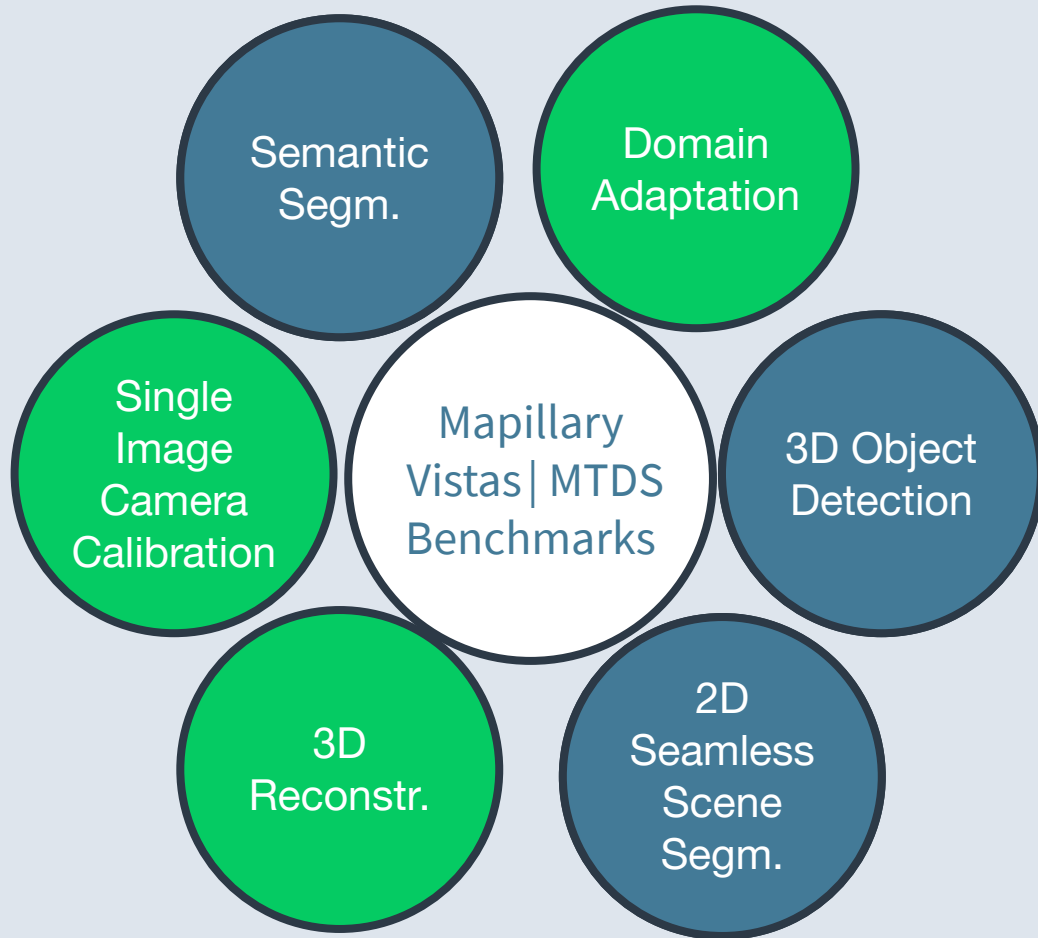 Semantic
Segm.
Domain
Adaptation
Single
Image
Camera
Calibration
Mapillary
Vistas| MTDS
Benchmarks
3D Object
Detection
3D
Reconstr.
2D
Seamless
Scene
Segm.